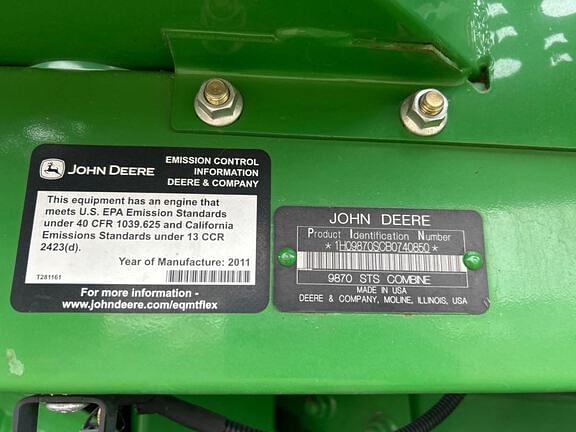 JOHN DEERE
EMISSION CONTROL
INFORMATION
DEERE & COMPANY
This equipment has an engine that
meets U.S. EPA Emission Standards
under 40 CFR 1039.625 and California
Emissions Standards under 13 CCR
2423(d).
Year of Manufacture: 2011
T281161
For more information -
www.johndeere.com/eqmtflex
JOHN DEERE
Product Identification Number
*1H09870SCB0740850*
9870 STS COMBINE
MADE IN USA
DEERE & COMPANY, MOLINE, ILLINOIS, USA